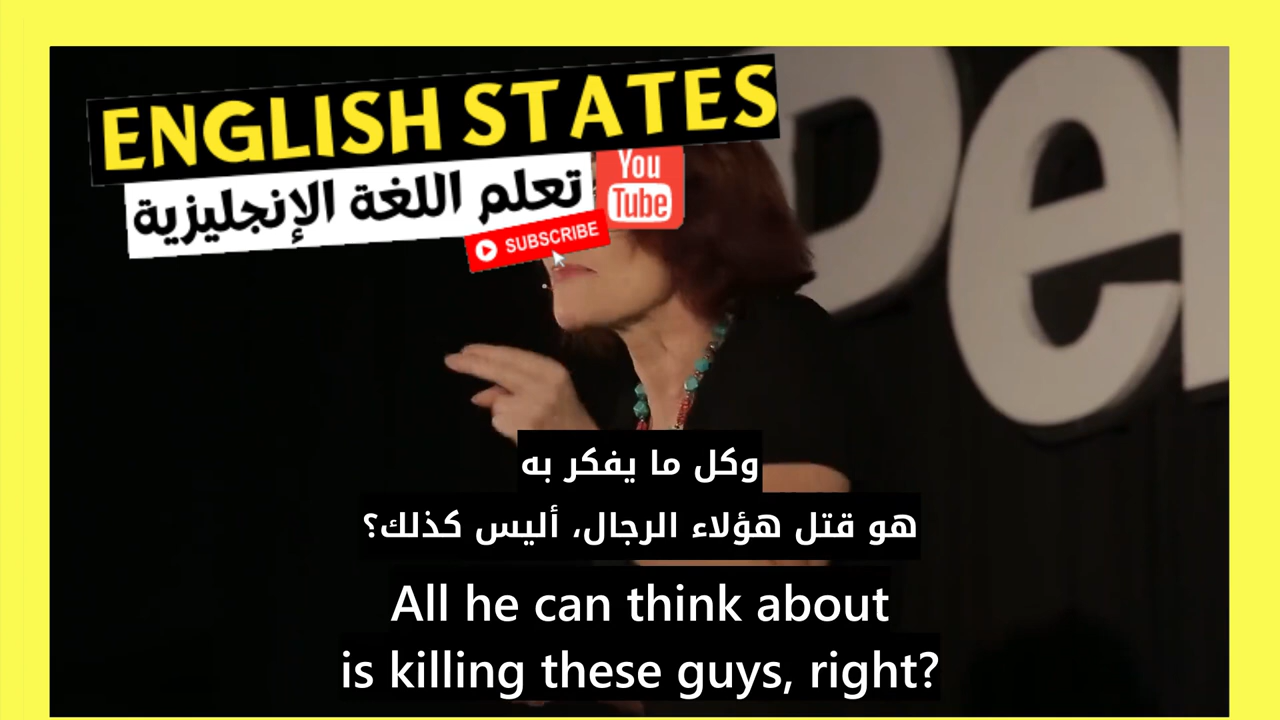 ENGLISH STATES
تعلم اللغة الإنجليزية
You
Tube
SUBSCRIBE
pe
وكل ما يفكر به
هو قتل هؤلاء الرجال، أليس كذلك؟
All he can think about
is killing these guys, right?